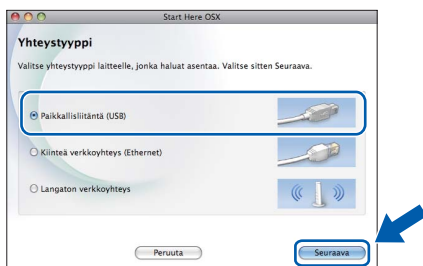 Start Here OSX
Yhteystyyppi
Valitse yhteystyyppi laitteelle, jonka haluat asentaa. Valitse sitten Seuraava.
Paikallisliitäntä (USB)
Kiinteä verkkoyhteys (Ethernet)
Langaton verkkoyhteys
Peruuta
Seuraava